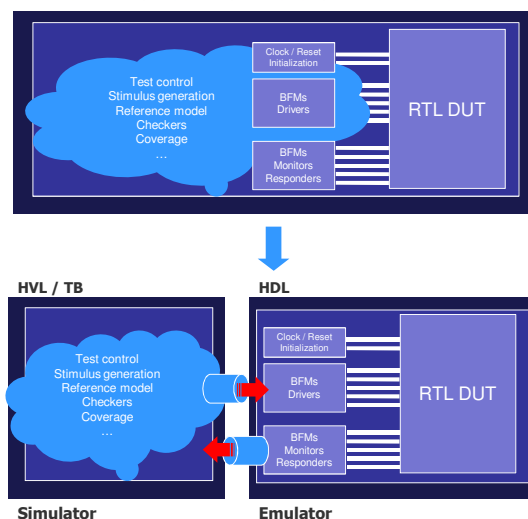 Clock / Reset
Initialization
Test control
Stimulus generation
Reference model
Checkers
Coverage
...
BFMs
Drivers
BFMs
Monitors
Responders
RTL DUT
HVL / TB
HDL
Test control
Stimulus generation
Reference model
Checkers
Coverage
...
Clock / Reset
Initialization
BFMs
Drivers
BFMs
Monitors
Responders
RTL DUT
Simulator
Emulator